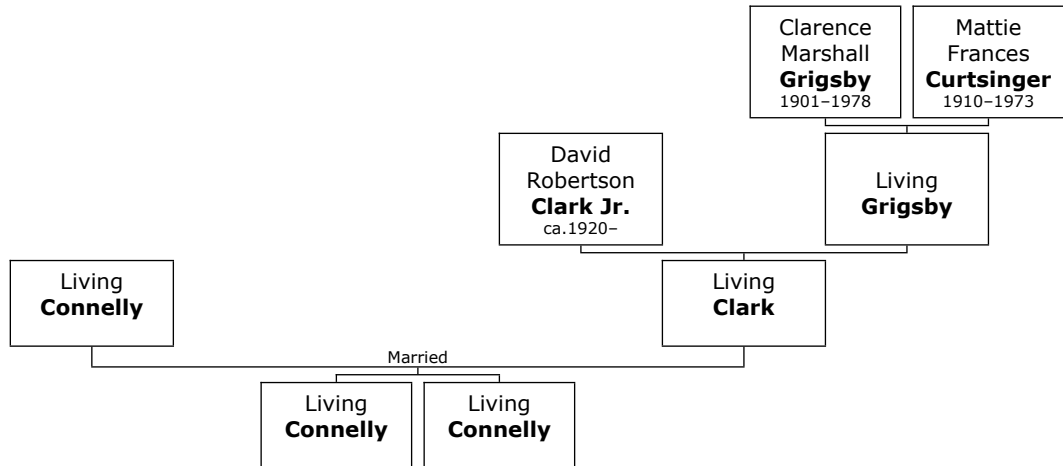 Clarence
Marshall
Grigsby
1901–1978
Mattie
Frances
Curtsinger
1910–1973
David
Robertson
Clark Jr.
ca.1920–
Living
Grigsby
Living
Connelly
Living
Clark
Married
Living
Connelly
Living
Connelly